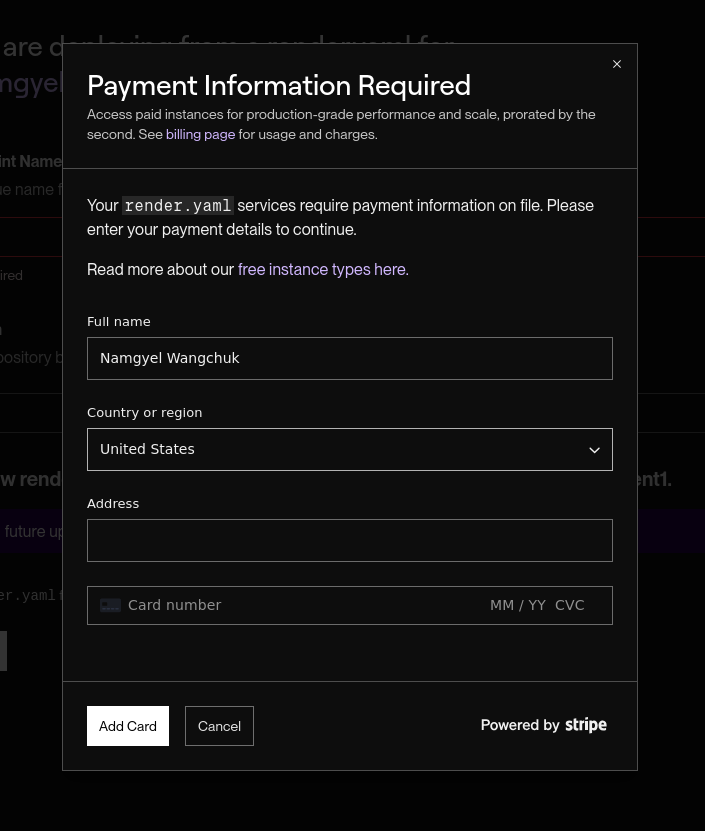 are deploying from a render.yaml for
mgyel
Payment Information Required
Access paid instances for production-grade performance and scale, prorated by the
second. See billing page for usage and charges.
int Name
ue name f
Your render.yaml services require payment information on file. Please
enter your payment details to continue.
Read more about our free instance types here.
ired
Full name
Namgyel Wangchuk
pository b
Country or region
United States
w rend
ent1.
Address
future up
er.yaml f
Card number MM / YY CVC
Add Card Cancel Powered by stripe